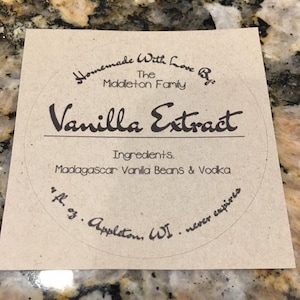 Homemade With Love By:
The
Middleton Family
Vanilla Extract
Ingredients:
Madagascar Vanilla Beans & Vodka
4 fl. oz. . Appleton, WI . never expires